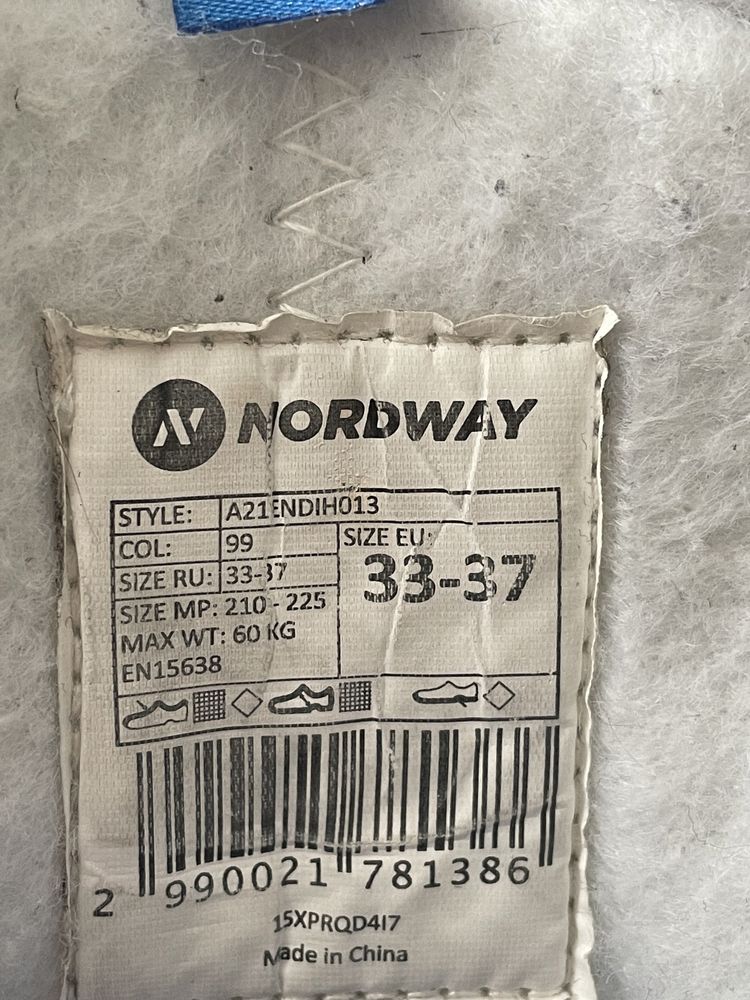 NORDWAY
STYLE: A21ENDIH013
COL: 99
SIZE EU:
33-37
SIZE RU: 33-37
SIZE MP: 210 - 225
MAX WT: 60 KG
EN15638
2 990021 781386
15XPRQD4I7
Made in China